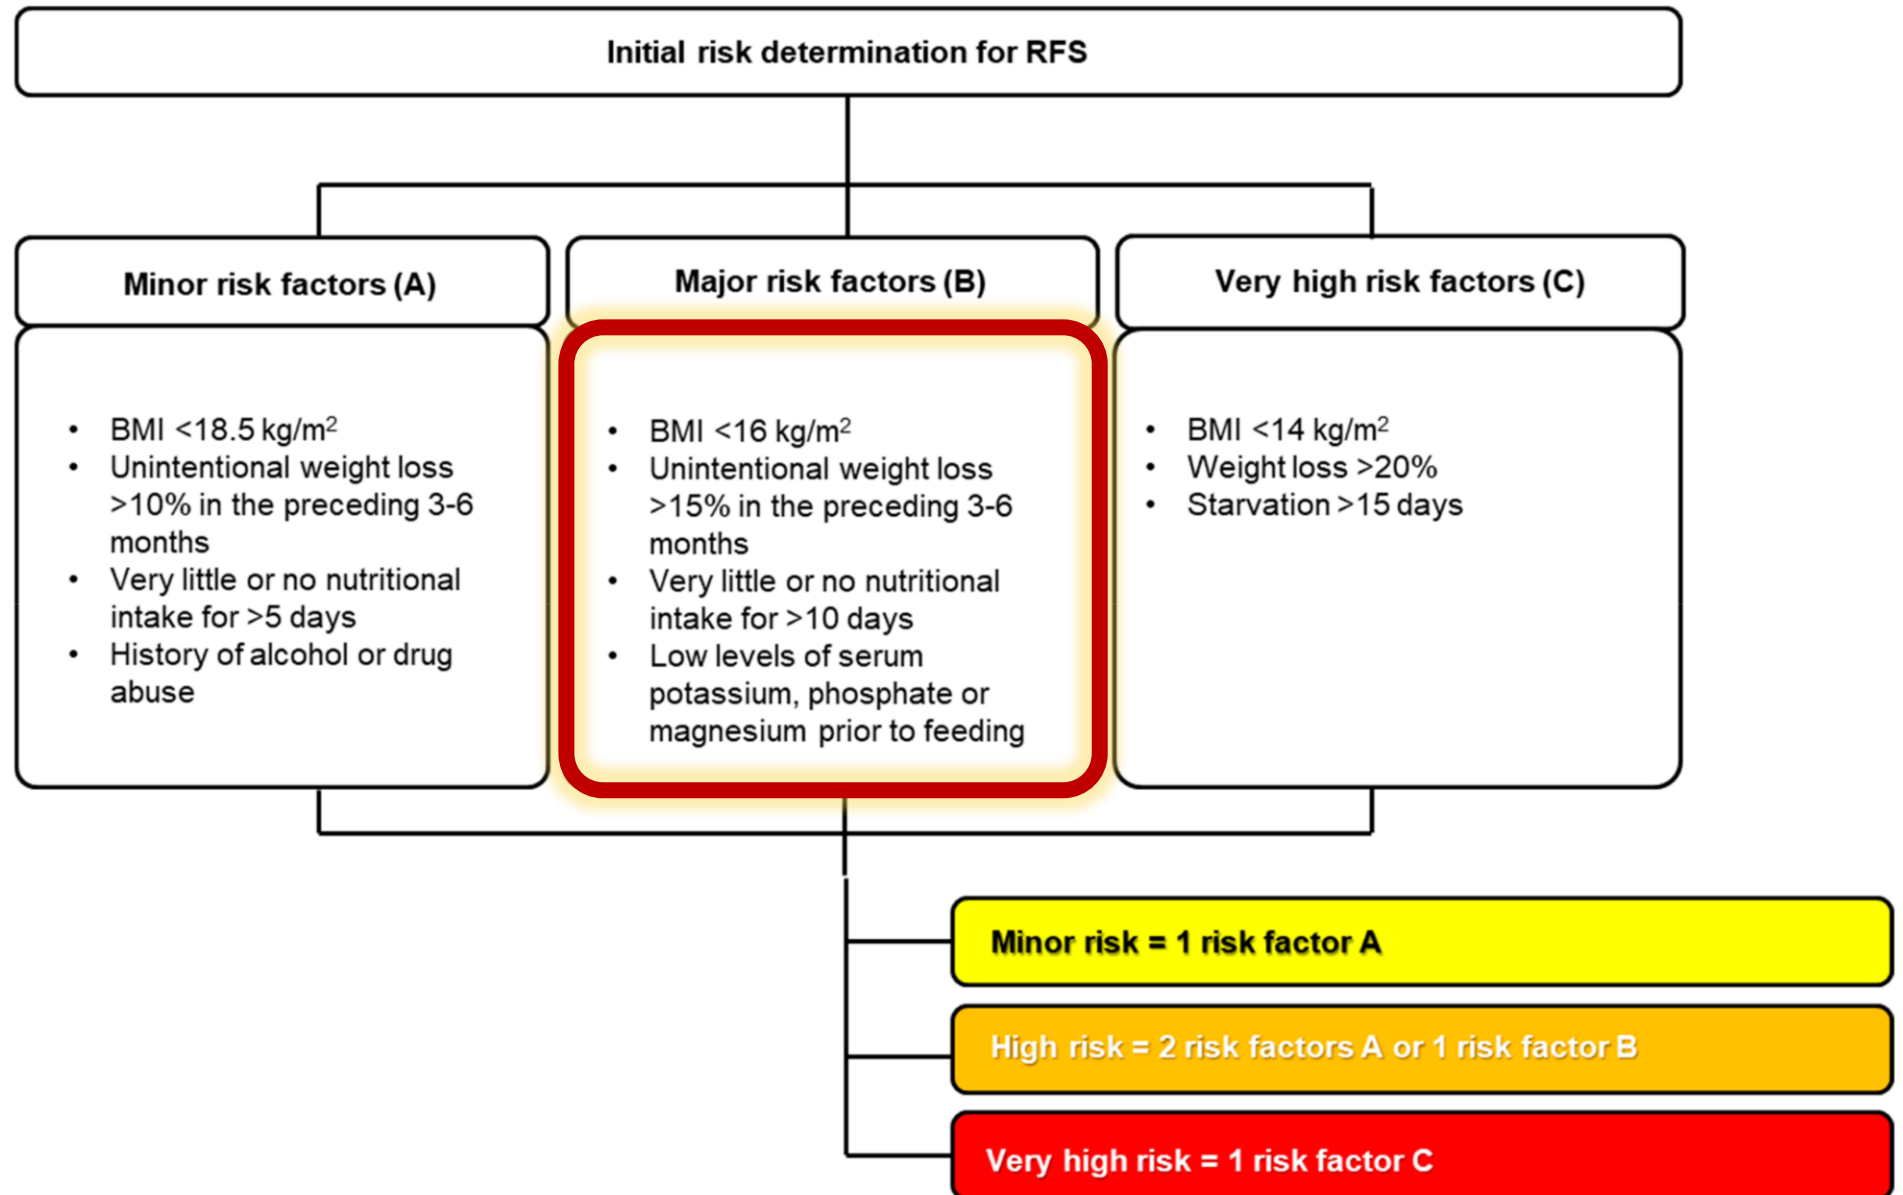 Initial risk determination for RFS
Minor risk factors (A)
• BMI <18.5 kg/m²
• Unintentional weight loss
>10% in the preceding 3-6
months
• Very little or no nutritional
intake for >5 days
• History of alcohol or drug
abuse
Major risk factors (B)
• BMI <16 kg/m²
• Unintentional weight loss
>15% in the preceding 3-6
months
• Very little or no nutritional
intake for >10 days
• Low levels of serum
potassium, phosphate or
magnesium prior to feeding
Very high risk factors (C)
• BMI <14 kg/m²
• Weight loss >20%
• Starvation >15 days
Minor risk = 1 risk factor A
High risk = 2 risk factors A or 1 risk factor B
Very high risk = 1 risk factor C